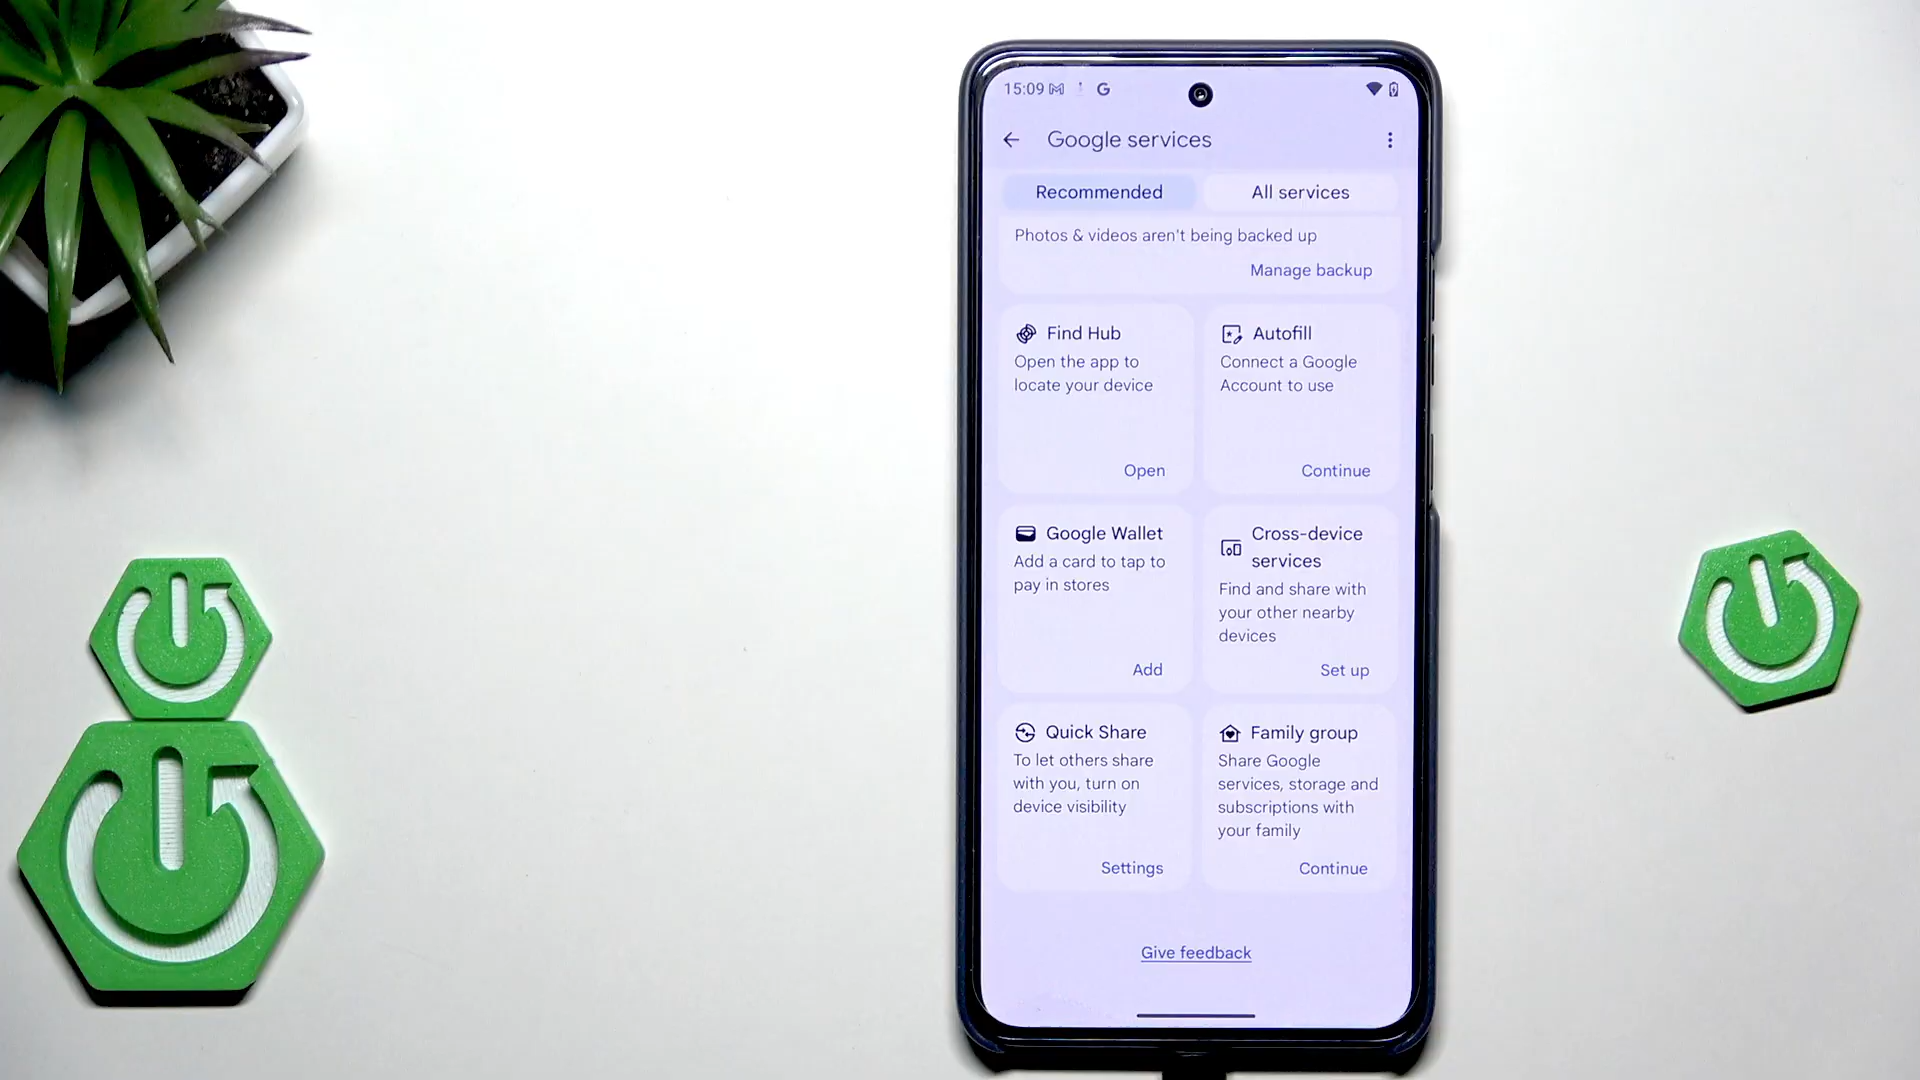 15:09
Google services
Recommended
All services
Photos & videos aren't being backed up
Manage backup
Find Hub
Open the app to
locate your device
Open
Autofill
Connect a Google
Account to use
Continue
Google Wallet
Add a card to tap to
pay in stores
Add
Cross-device
services
Find and share with
your other nearby
devices
Set up
Quick Share
To let others share
with you, turn on
device visibility
Settings
Family group
Share Google
services, storage and
subscriptions with
your family
Continue
Give feedback